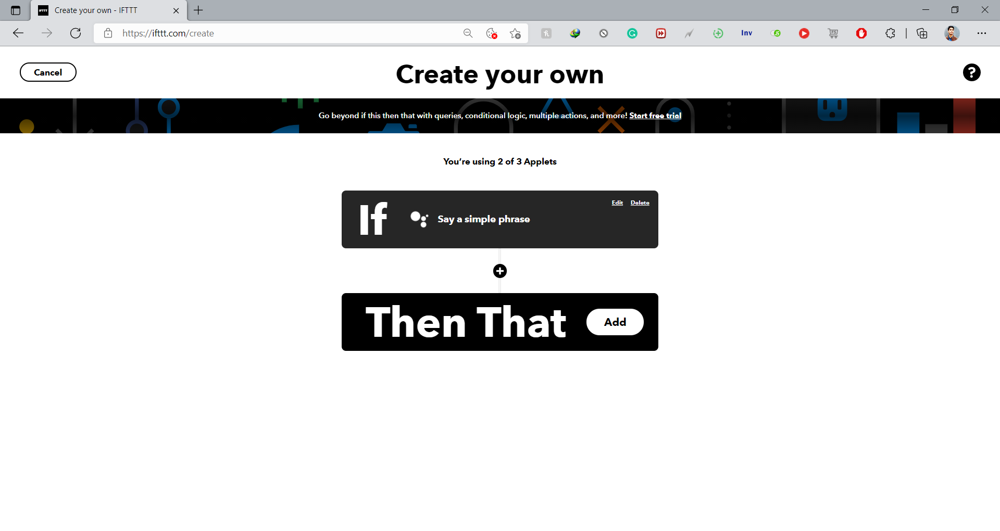 IFTTT
Create your own - IFTTT
https://ifttt.com/create
Inv
Cancel
Create your own
?
Go beyond if this then that with queries, conditional logic, multiple actions, and more! Start free trial
You're using 2 of 3 Applets
If
Say a simple phrase
Edit
Delete
Then That
Add